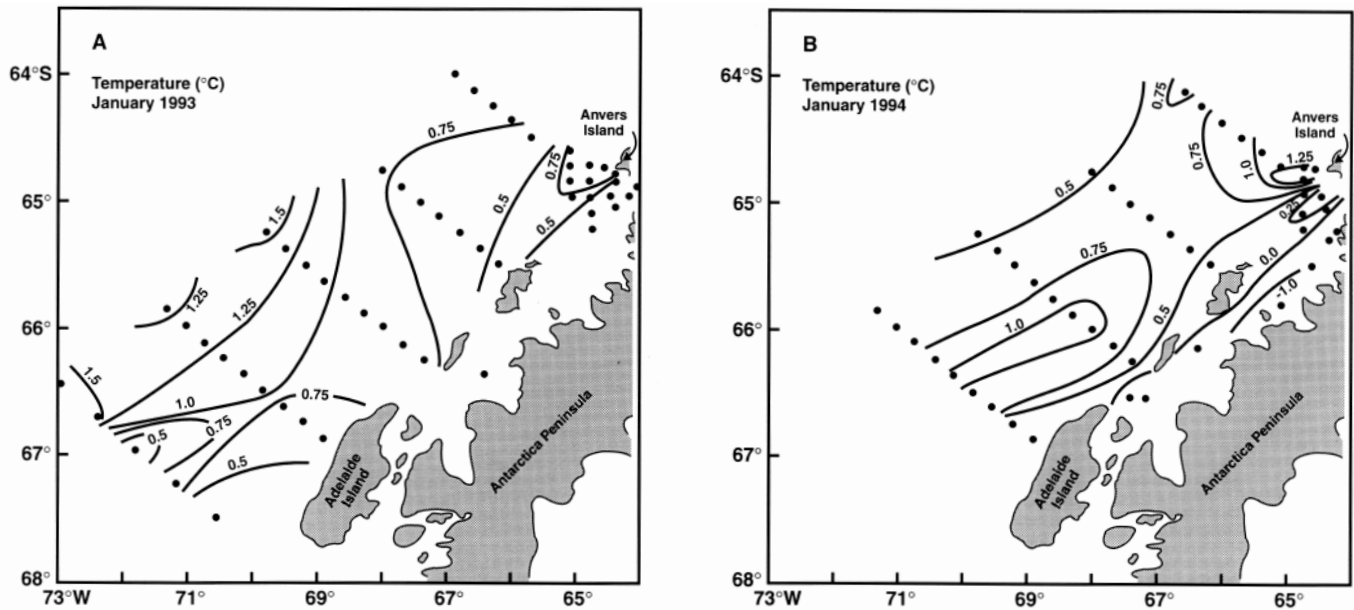 A
Temperature (°C)
January 1993
64°S
65°
66°
67°
68°
73°W
71°
69°
67°
65°
Anvers
Island
0.75
0.75
0.5
0.5
1.5
1.25
1.25
1.5
1.0
0.75
0.75
0.5
0.5
Adelaide
Island
Antarctica Peninsula
B
Temperature (°C)
January 1994
64°S
65°
66°
67°
68°
73°W
71°
69°
67°
65°
Anvers
Island
0.75
0.75
1.0
1.25
0.25
0.5
0.75
1.0
0.5
0.0
-1.0
Adelaide
Island
Antarctica Peninsula